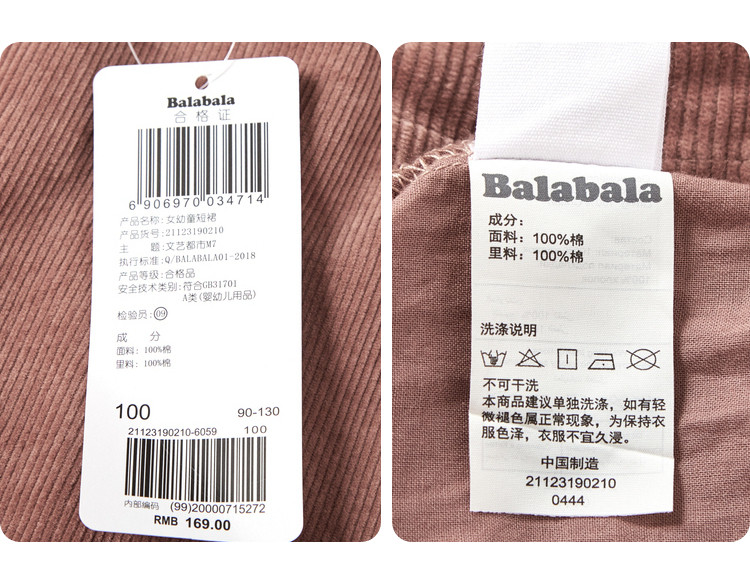 Balabala
合格证
6 906970 034714
产品名称:女幼童短裙
产品货号:21123190210
主 题:文艺都市M7
执行标准:Q/BALABALA01-2018
产品等级:合格品
安全技术类别:符合GB31701
A类(婴幼儿用品)
检验员:09
成 分
面料: 100%棉
里料: 100%棉
100 90-130
21123190210-6059 100
内部编码 (99)20000715272
RMB 169.00
Balabala
成分:
面料: 100%棉
里料: 100%棉
洗涤说明
不可干洗
本商品建议单独洗涤，如有轻
微褪色属正常现象，为保持衣
服色泽，衣服不宜久浸。
中国制造
21123190210
0444